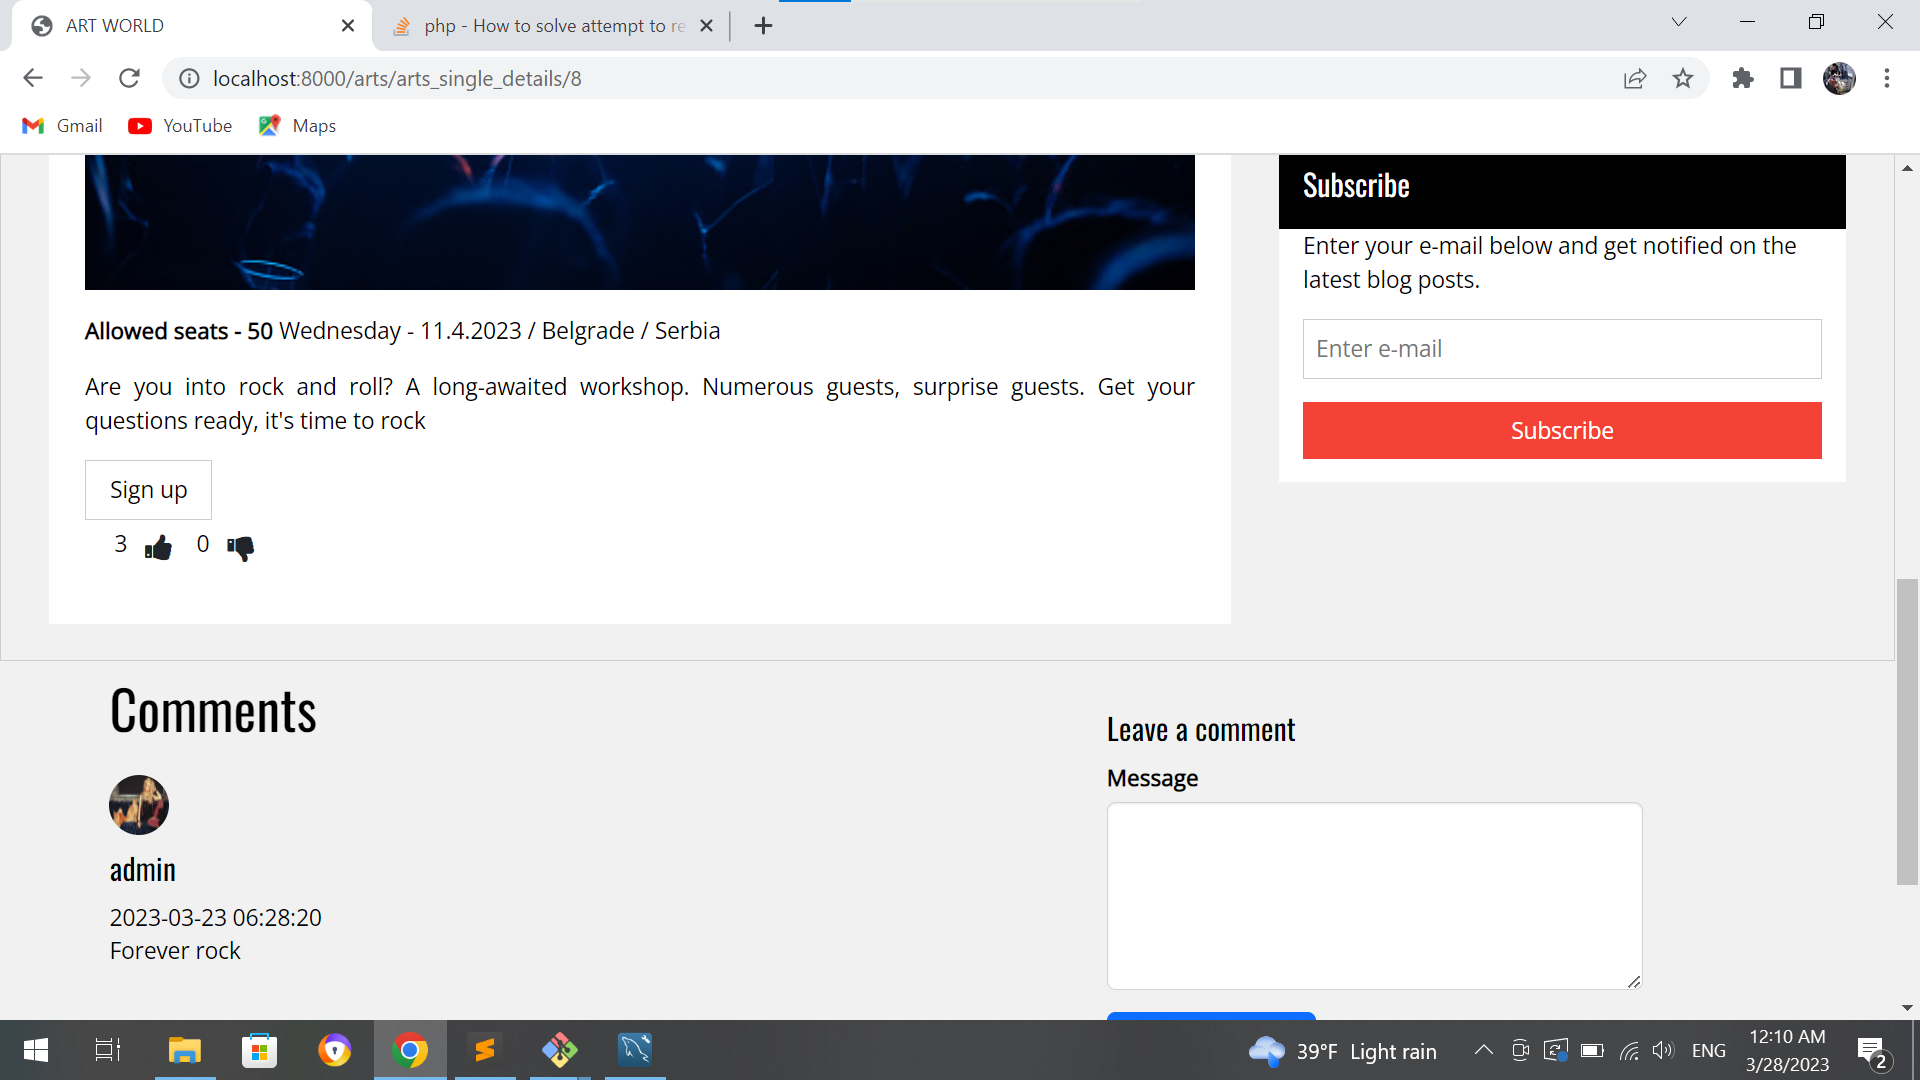 ART WORLD
php - How to solve attempt to re
localhost:8000/arts/arts_single_details/8
Gmail
YouTube
Maps
Subscribe
Enter your e-mail below and get notified on the
latest blog posts.
Enter e-mail
Subscribe
Allowed seats - 50 Wednesday - 11.4.2023 / Belgrade / Serbia
Are you into rock and roll? A long-awaited workshop. Numerous guests, surprise guests. Get your
questions ready, it's time to rock
Sign up
3 0
Comments
admin
2023-03-23 06:28:20
Forever rock
Leave a comment
Message
39°F Light rain
ENG
12:10 AM
3/28/2023
2